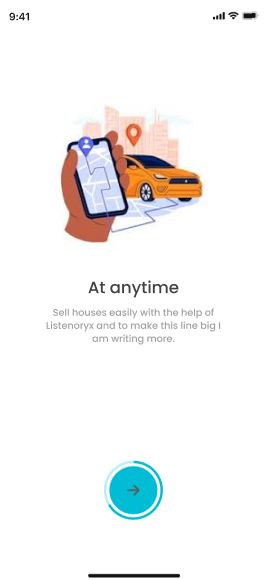 9:41
At anytime
Sell houses easily with the help of
Listenoryx and to make this line big I
am writing more.